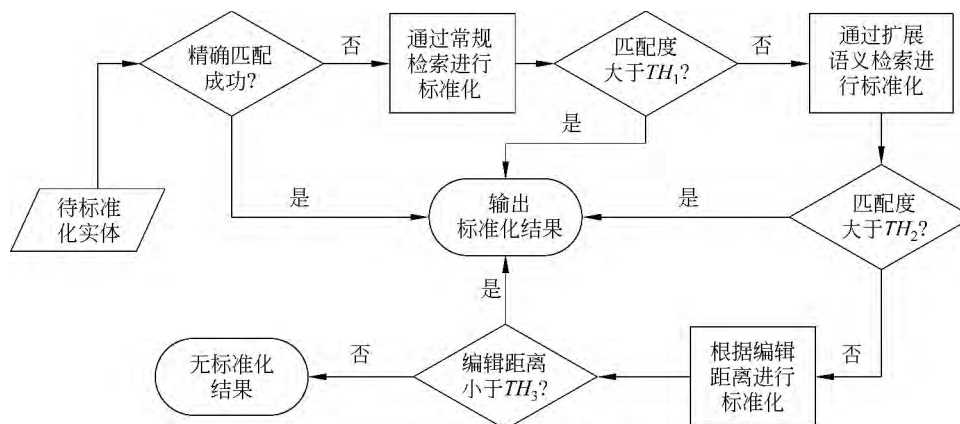 精确匹配
成功?
否
通过常规
检索进行
标准化
匹配度
大于TH₁?
否
通过扩展
语义检索进
行标准化
是
待标准
化实体
是
输出
标准化结果
是
匹配度
大于TH₂?
是
无标准化
结果
否
编辑距离
小于TH₃?
根据编辑
距离进行
标准化
否